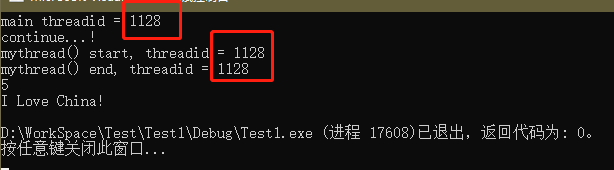 main threadid = 1128
continue...!
mythread() start, threadid = 1128
mythread() end, threadid = 1128
5
I Love China!
D:\WorkSpace\Test\Test1\Debug\Test1.exe (进程 17608)已退出，返回代码为: 0。
按任意键关闭此窗口...